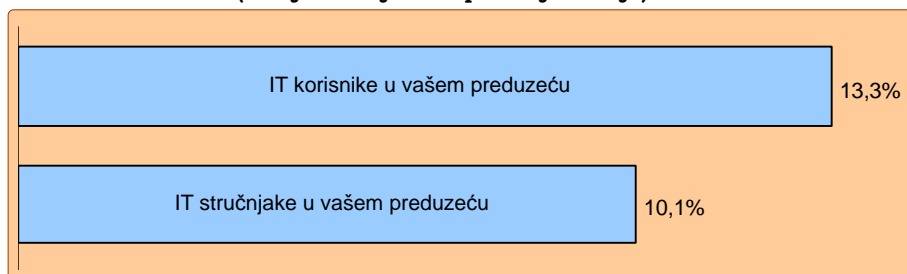 IT korisnike u vašem preduzeću
13,3%
IT stručnjake u vašem preduzeću
10,1%